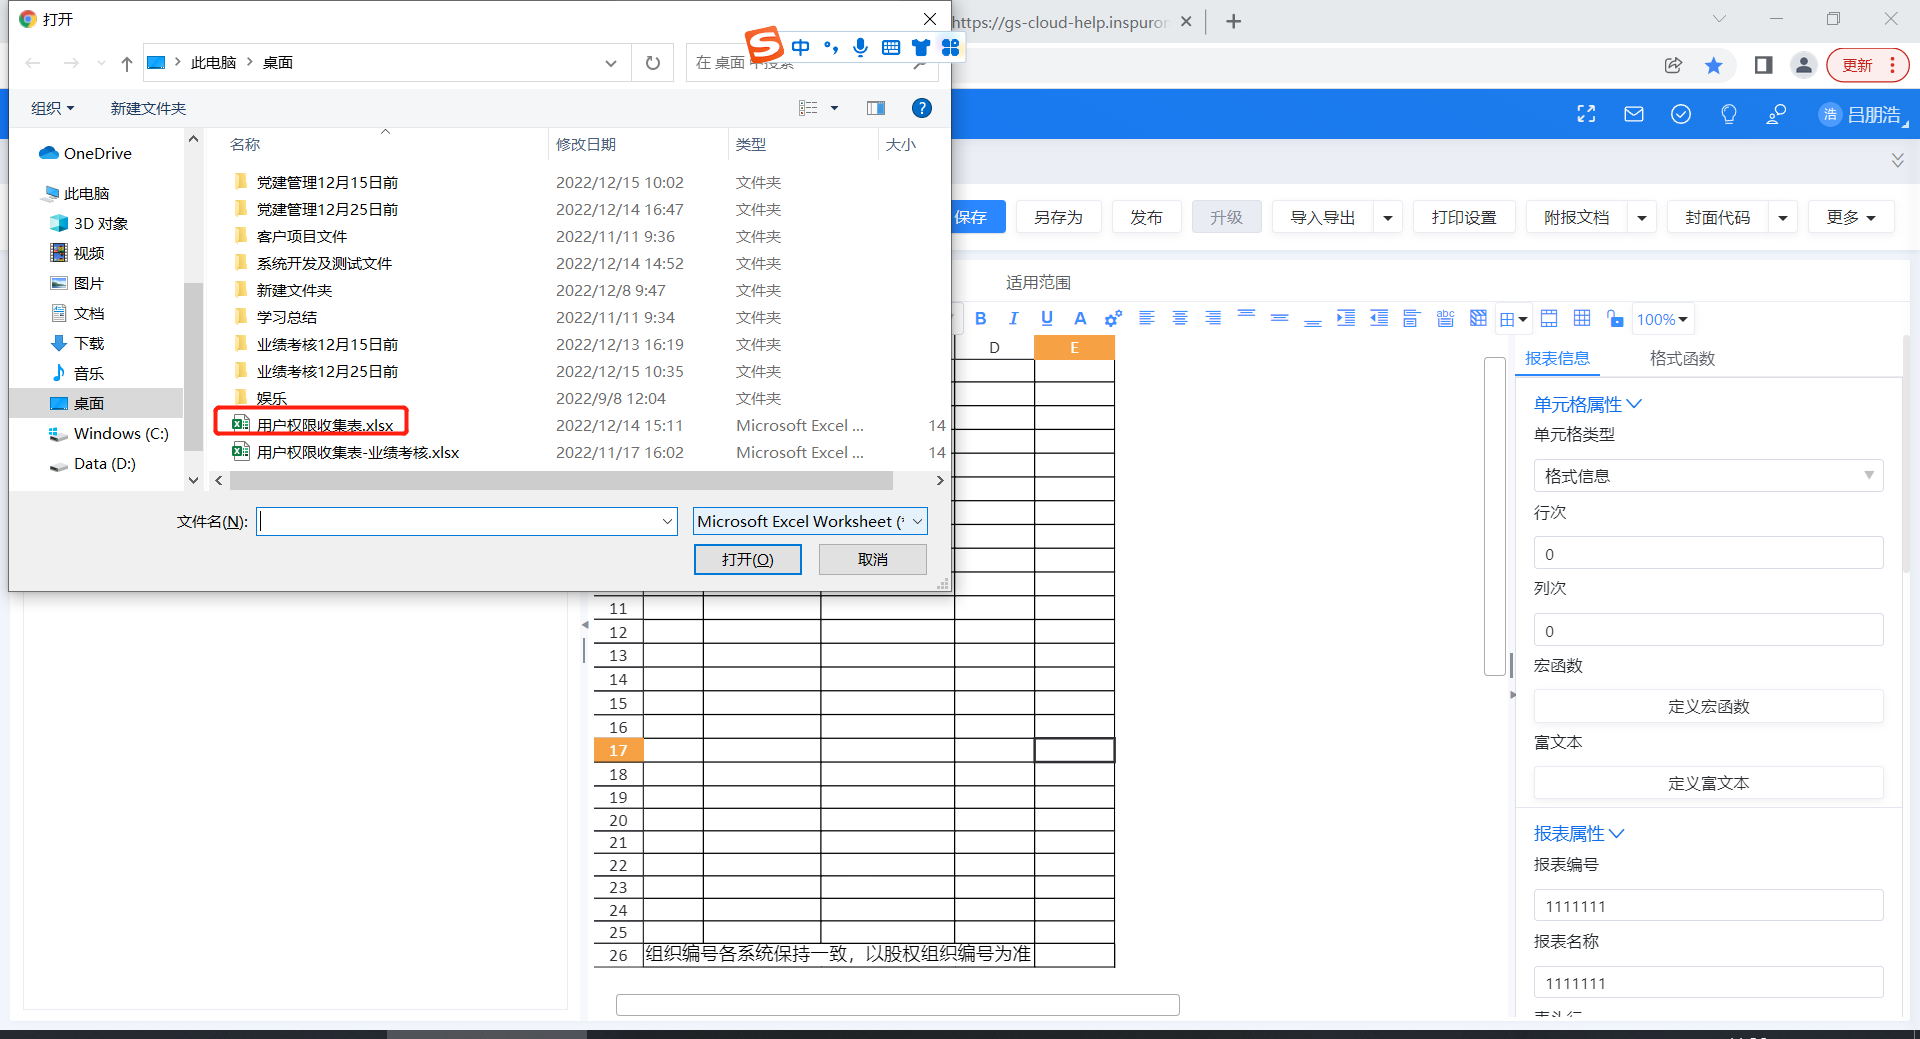 打开
https://gs-cloud-help.inspuron
此电脑 桌面
在 桌面 中搜索
中
更新
组织 新建文件夹
浩 吕朋浩
名称 修改日期 类型 大小
OneDrive
此电脑
3D 对象
视频
图片
文档
下载
音乐
桌面
Windows (C:)
Data (D:)
党建管理12月15日前 2022/12/15 10:02 文件夹
党建管理12月25日前 2022/12/14 16:47 文件夹
客户项目文件 2022/11/11 9:36 文件夹
系统开发及测试文件 2022/12/14 14:52 文件夹
新建文件夹 2022/12/8 9:47 文件夹
学习总结 2022/11/11 9:34 文件夹
业绩考核12月15日前 2022/12/13 16:19 文件夹
业绩考核12月25日前 2022/12/15 10:35 文件夹
娱乐 2022/9/8 12:04 文件夹
用户权限收集表.xlsx 2022/12/14 15:11 Microsoft Excel ... 14
用户权限收集表-业绩考核.xlsx 2022/11/17 16:02 Microsoft Excel ... 14
文件名(N): Microsoft Excel Worksheet (*
打开(O) 取消
保存 另存为 发布 升级 导入导出 打印设置 附报文档 封面代码 更多
适用范围
B I U A abc 田 100%
D E
11
12
13
14
15
16
17
18
19
20
21
22
23
24
25
26 组织编号各系统保持一致，以股权组织编号为准
报表信息 格式函数
单元格属性
单元格类型
格式信息
行次
0
列次
0
宏函数
定义宏函数
富文本
定义富文本
报表属性
报表编号
1111111
报表名称
1111111